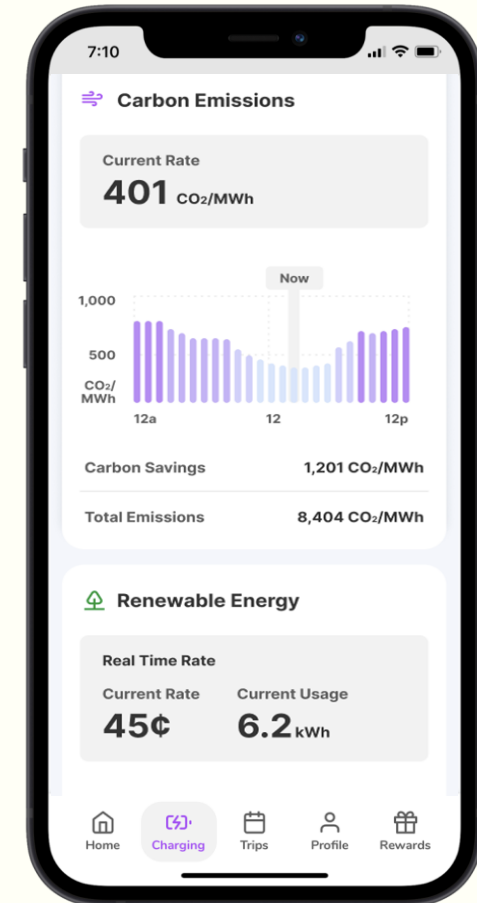 7:10
Carbon Emissions
Current Rate
401 CO₂/MWh
Now
1,000
500
CO₂/
MWh
12a 12 12p
Carbon Savings 1,201 CO₂/MWh
Total Emissions 8,404 CO₂/MWh
Renewable Energy
Real Time Rate
Current Rate Current Usage
45¢ 6.2 kWh
Home Charging Trips Profile Rewards